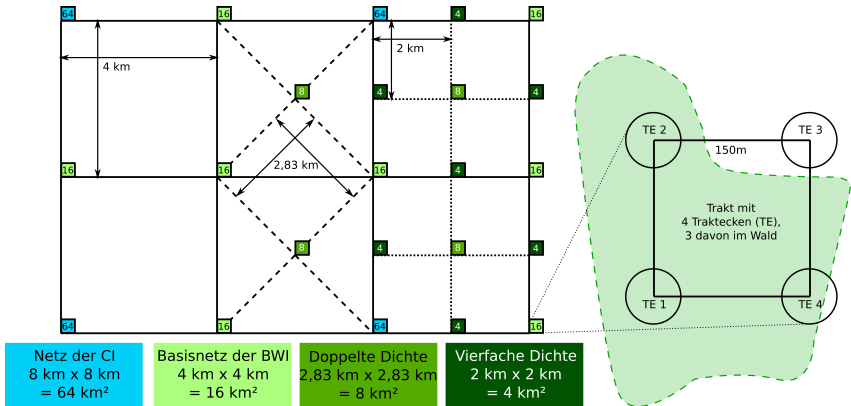 64
16
64
4
16
4 km
2 km
8
4
8
4
2,83 km
16
16
16
4
16
8
4
8
4
64
16
64
4
16
TE 2
TE 3
150m
Trakt mit
4 Traktecken (TE),
3 davon im Wald
TE 1
TE 4
Netz der CI
8 km x 8 km
= 64 km²
Basisnetz der BWI
4 km x 4 km
= 16 km²
Doppelte Dichte
2,83 km x 2,83 km
= 8 km²
Vierfache Dichte
2 km x 2 km
= 4 km²